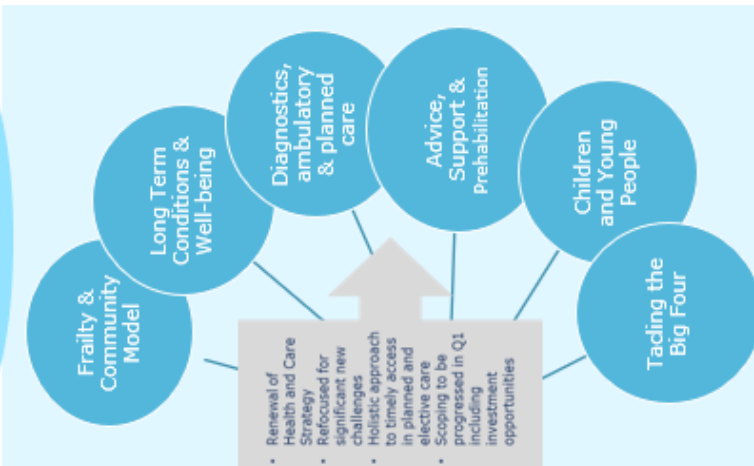 Frailty &
Community
Model
Long Term
Conditions &
Well-being
Diagnostics,
ambulatory
& planned
care
Advice,
Support &
Prehabilitation
Children
and Young
People
Tading the
Big Four
• Renewal of
Health and Care
Strategy
• Refocused for
significant new
challenges
• Holistic approach
to timely access
in planned and
elective care
• Scoping to be
progressed in Q1
including
investment
opportunities